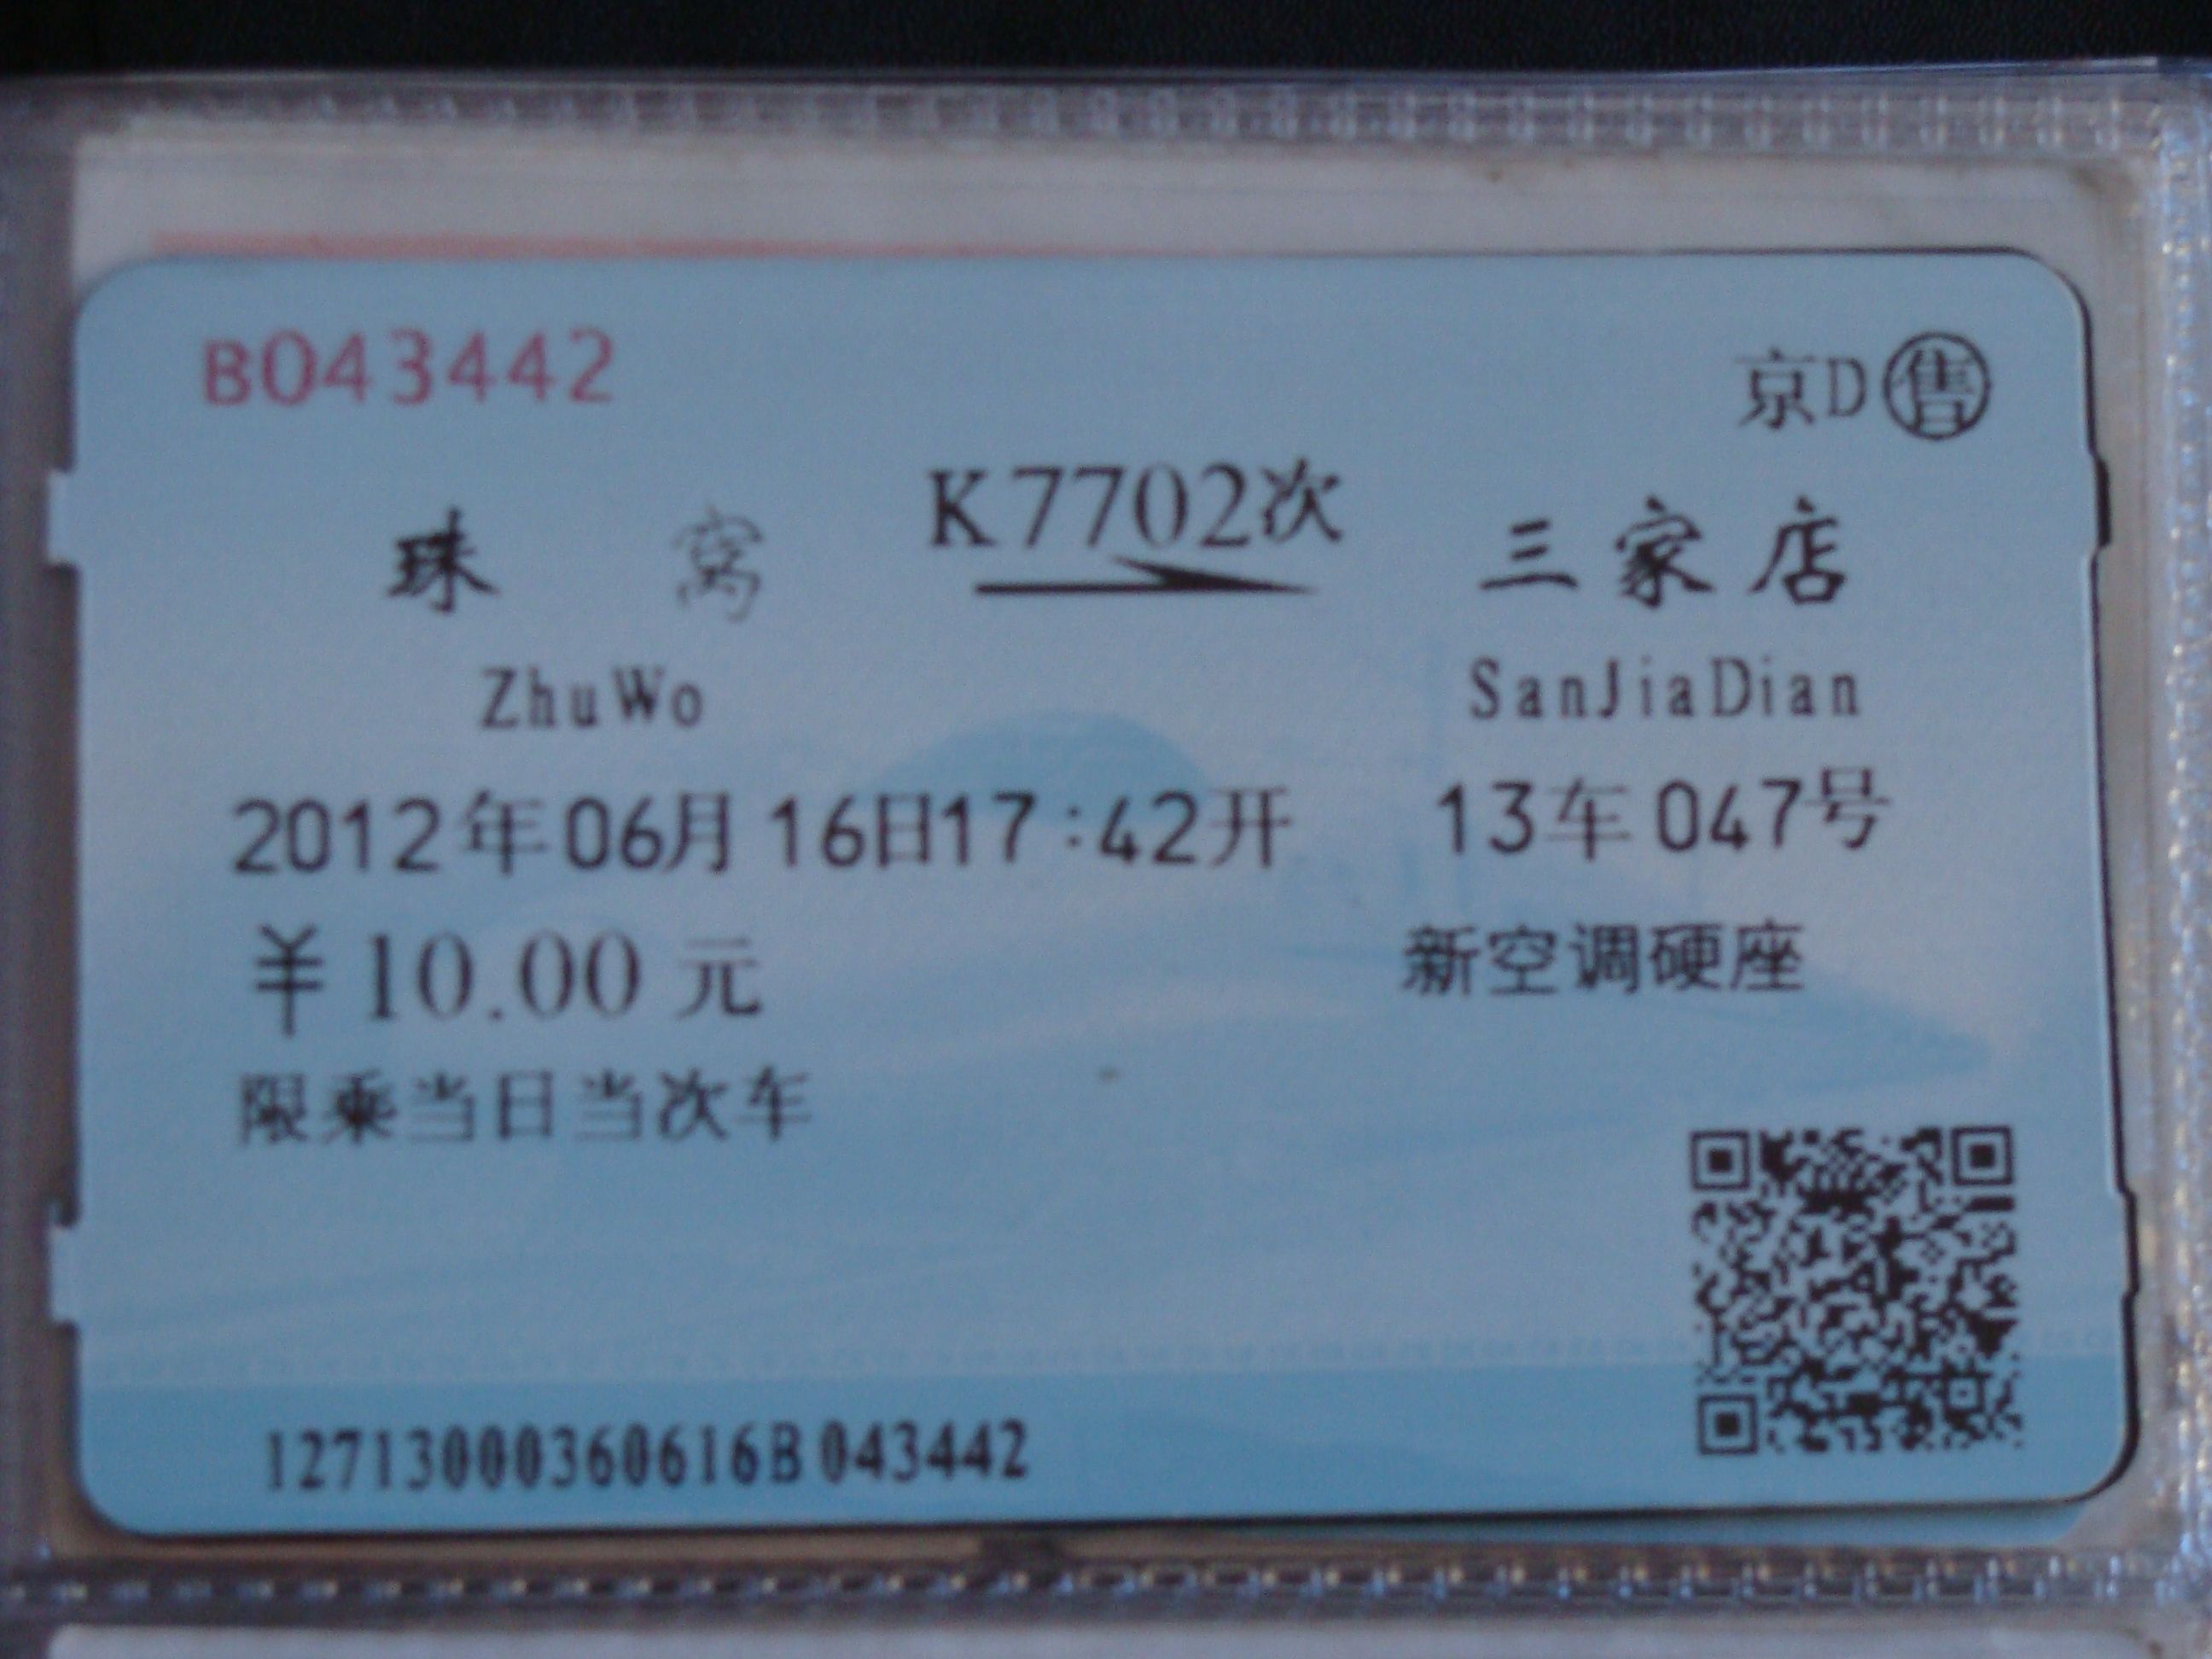 B043442
京D售
珠窝 K7702次 三家店
ZhuWo SanJiaDian
2012年06月16日17:42开 13车047号
¥10.00元 新空调硬座
限乘当日当次车
12713000360616B043442